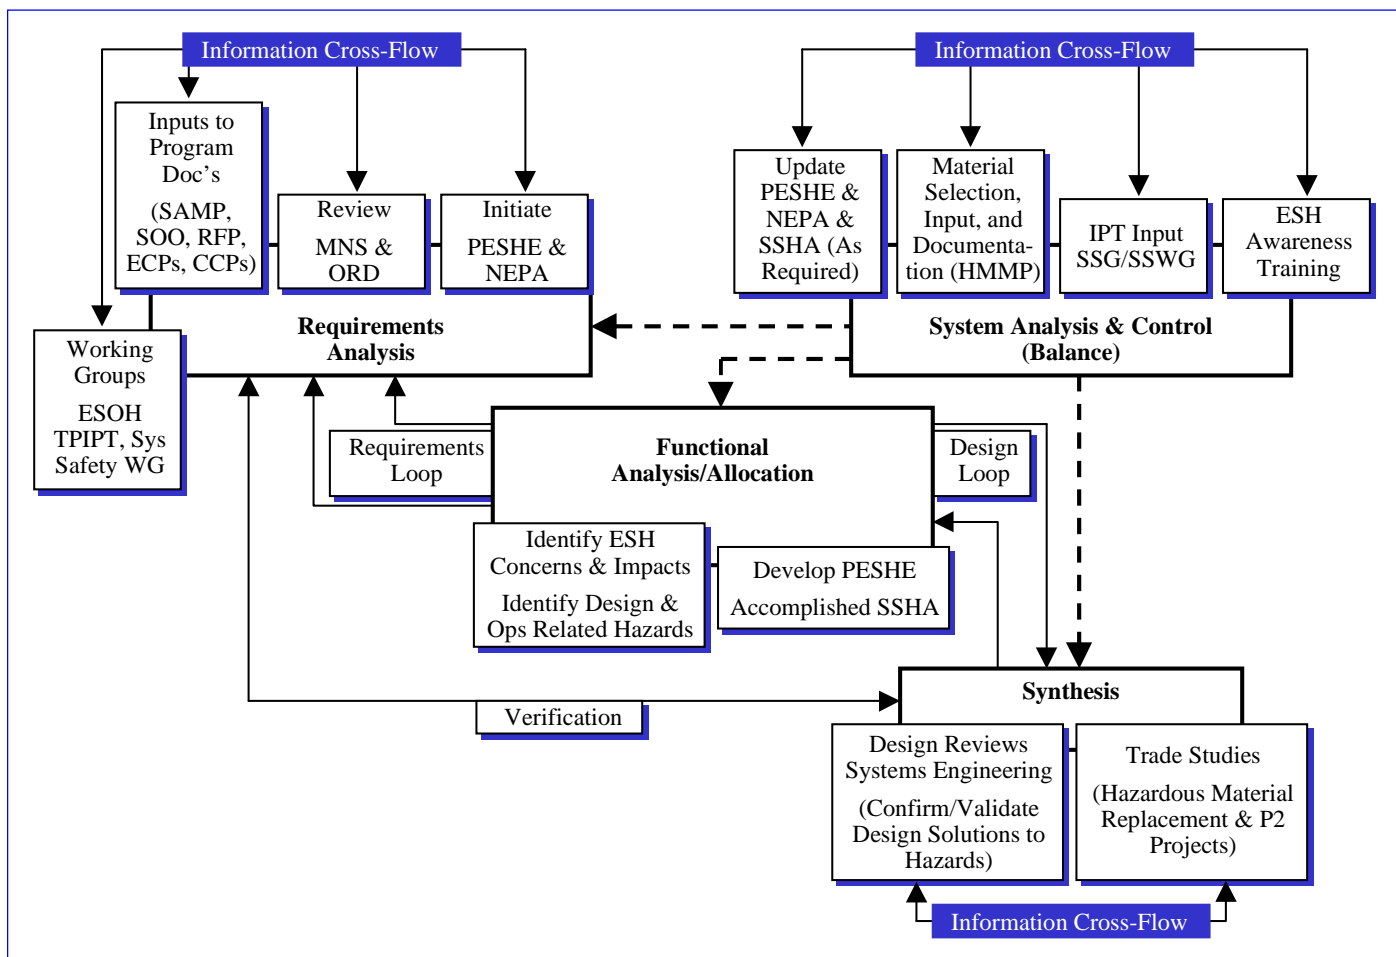 Information Cross-Flow
Inputs to
Program
Doc's
(SAMP,
SOO, RFP,
ECPs, CCPs)
Review
MNS &
ORD
Initiate
PESHE &
NEPA
Requirements
Analysis
Working
Groups
ESOH
TPIPT, Sys
Safety WG
Information Cross-Flow
Update
PESHE &
NEPA &
SSHA (As
Required)
Material
Selection,
Input, and
Documenta-
tion (HMMP)
IPT Input
SSG/SSWG
ESH
Awareness
Training
System Analysis & Control
(Balance)
Requirements
Loop
Functional
Analysis/Allocation
Design
Loop
Identify ESH
Concerns & Impacts
Identify Design &
Ops Related Hazards
Develop PESHE
Accomplished SSHA
Verification
Synthesis
Design Reviews
Systems Engineering
(Confirm/Validate
Design Solutions to
Hazards)
Trade Studies
(Hazardous Material
Replacement & P2
Projects)
Information Cross-Flow